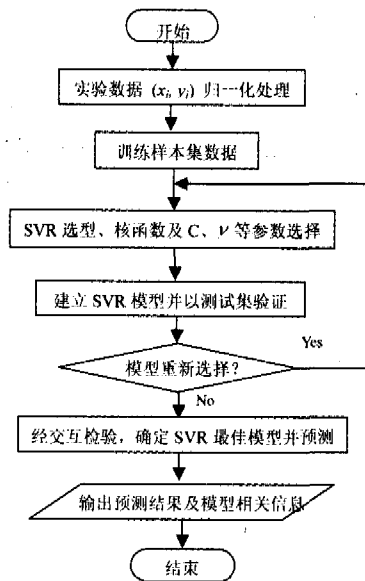 开始
实验数据 (xᵢ, yᵢ) 归一化处理
训练样本集数据
SVR 选型、核函数及 C、ν 等参数选择
建立 SVR 模型并以测试集验证
模型重新选择?
Yes
No
经交互检验,确定 SVR 最佳模型并预测
输出预测结果及模型相关信息
结束